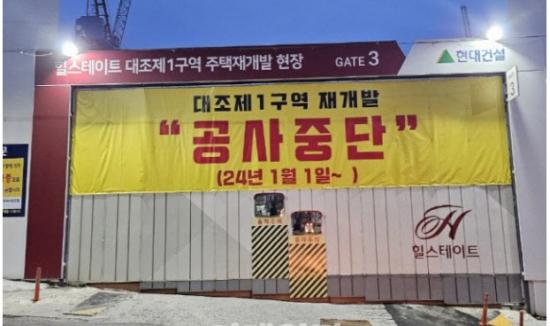 힐스테이트 대조제1구역 주택재개발 현장 GATE 3
현대건설
3
대조제1구역 재개발
“공사중단”
(24년 1월 1일~ )
H
힐스테이트